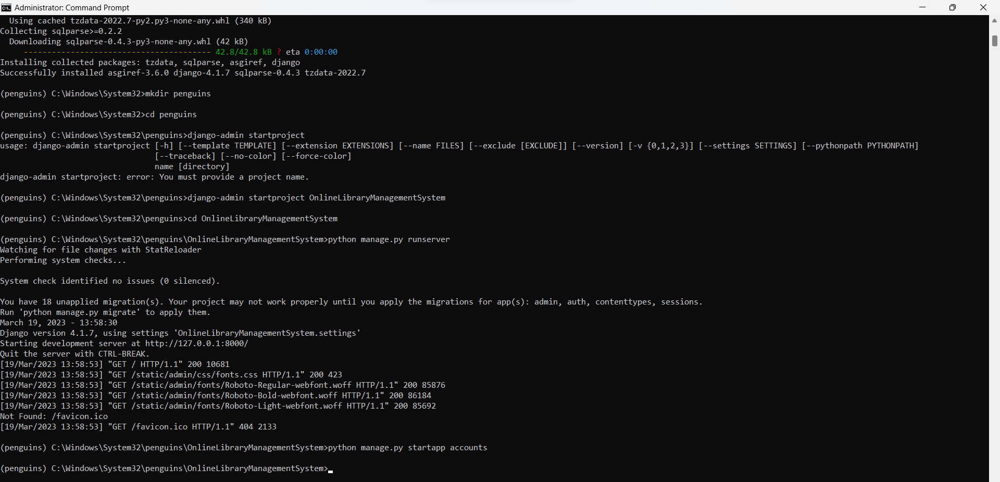 Administrator: Command Prompt
Using cached tzdata-2022.7-py2.py3-none-any.whl (340 kB)
Collecting sqlparse>=0.2.2
Downloading sqlparse-0.4.3-py3-none-any.whl (42 kB)
---------------------------------------- 42.8/42.8 kB ? eta 0:00:00
Installing collected packages: tzdata, sqlparse, asgiref, django
Successfully installed asgiref-3.6.0 django-4.1.7 sqlparse-0.4.3 tzdata-2022.7
(penguins) C:\Windows\System32>mkdir penguins
(penguins) C:\Windows\System32>cd penguins
(penguins) C:\Windows\System32\penguins>django-admin startproject
usage: django-admin startproject [-h] [--template TEMPLATE] [--extension EXTENSIONS] [--name FILES] [--exclude [EXCLUDE]] [--version] [-v {0,1,2,3}] [--settings SETTINGS] [--pythonpath PYTHONPATH]
[--traceback] [--no-color] [--force-color]
name [directory]
django-admin startproject: error: You must provide a project name.
(penguins) C:\Windows\System32\penguins>django-admin startproject OnlineLibraryManagementSystem
(penguins) C:\Windows\System32\penguins>cd OnlineLibraryManagementSystem
(penguins) C:\Windows\System32\penguins\OnlineLibraryManagementSystem>python manage.py runserver
Watching for file changes with StatReloader
Performing system checks...
System check identified no issues (0 silenced).
You have 18 unapplied migration(s). Your project may not work properly until you apply the migrations for app(s): admin, auth, contenttypes, sessions.
Run 'python manage.py migrate' to apply them.
March 19, 2023 - 13:58:30
Django version 4.1.7, using settings 'OnlineLibraryManagementSystem.settings'
Starting development server at http://127.0.0.1:8000/
Quit the server with CTRL-BREAK.
[19/Mar/2023 13:58:53] "GET / HTTP/1.1" 200 10681
[19/Mar/2023 13:58:53] "GET /static/admin/css/fonts.css HTTP/1.1" 200 423
[19/Mar/2023 13:58:53] "GET /static/admin/fonts/Roboto-Regular-webfont.woff HTTP/1.1" 200 85876
[19/Mar/2023 13:58:53] "GET /static/admin/fonts/Roboto-Bold-webfont.woff HTTP/1.1" 200 86184
[19/Mar/2023 13:58:53] "GET /static/admin/fonts/Roboto-Light-webfont.woff HTTP/1.1" 200 85692
Not Found: /favicon.ico
[19/Mar/2023 13:58:53] "GET /favicon.ico HTTP/1.1" 404 2133
(penguins) C:\Windows\System32\penguins\OnlineLibraryManagementSystem>python manage.py startapp accounts
(penguins) C:\Windows\System32\penguins\OnlineLibraryManagementSystem>